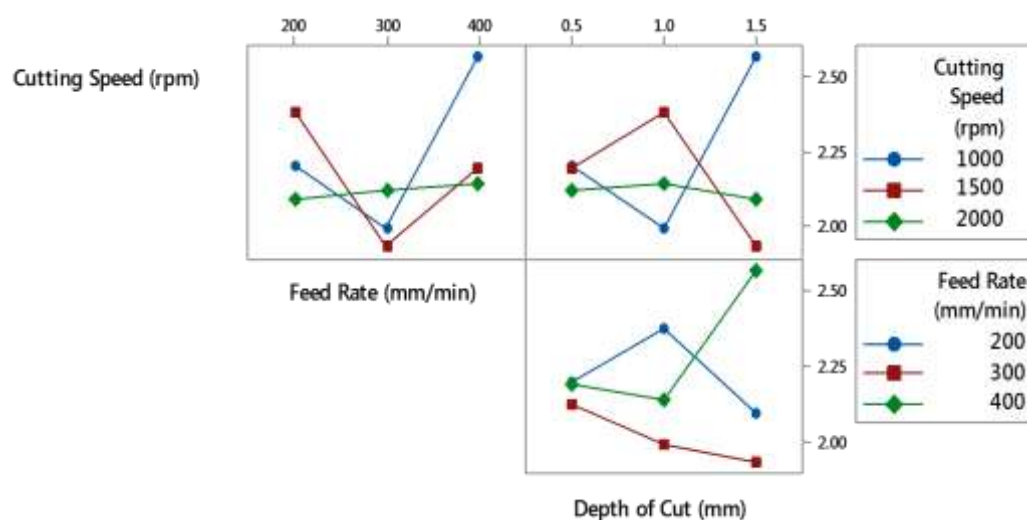 200 300 400 0.5 1.0 1.5
Cutting Speed (rpm)
2.50
2.25
2.00
Cutting
Speed
(rpm)
1000
1500
2000
Feed Rate (mm/min)
2.50
2.25
2.00
Feed Rate
(mm/min)
200
300
400
Depth of Cut (mm)